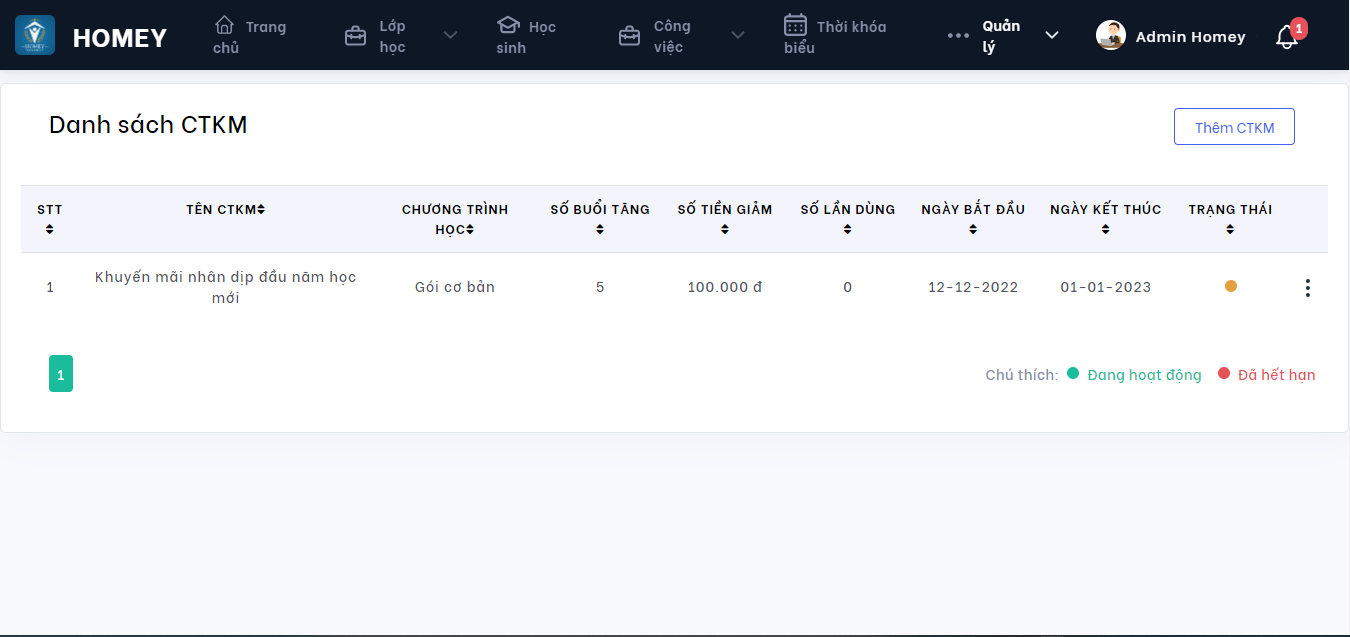 HOMEY
Trang
chủ
Lớp
học
Học
sinh
Công
việc
Thời khóa
biểu
Quản
lý
Admin Homey
1
Danh sách CTKM
Thêm CTKM
STT
TÊN CTKM
CHƯƠNG TRÌNH
HỌC
SỐ BUỔI TĂNG
SỐ TIỀN GIẢM
SỐ LẦN DÙNG
NGÀY BẮT ĐẦU
NGÀY KẾT THÚC
TRẠNG THÁI
1
Khuyến mãi nhân dịp đầu năm học
mới
Gói cơ bản
5
100.000 đ
0
12-12-2022
01-01-2023
1
Chú thích:
Đang hoạt động
Đã hết hạn